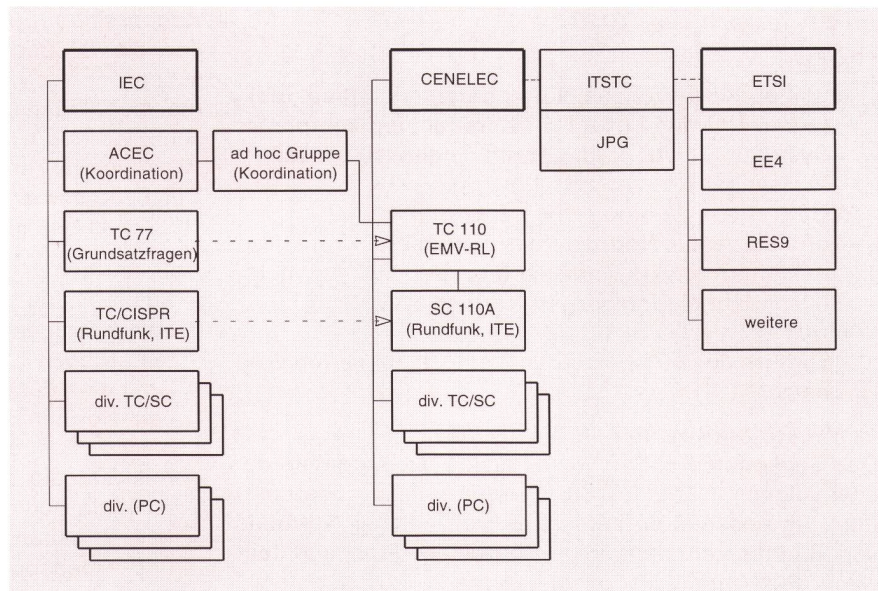 IEC
ACEC
(Koordination)
ad hoc Gruppe
(Koordination)
TC 77
(Grundsatzfragen)
TC/CISPR
(Rundfunk, ITE)
div. TC/SC
div. (PC)
CENELEC
TC 110
(EMV-RL)
SC 110A
(Rundfunk, ITE)
div. TC/SC
div. (PC)
ITSTC
JPG
ETSI
EE4
RES9
weitere